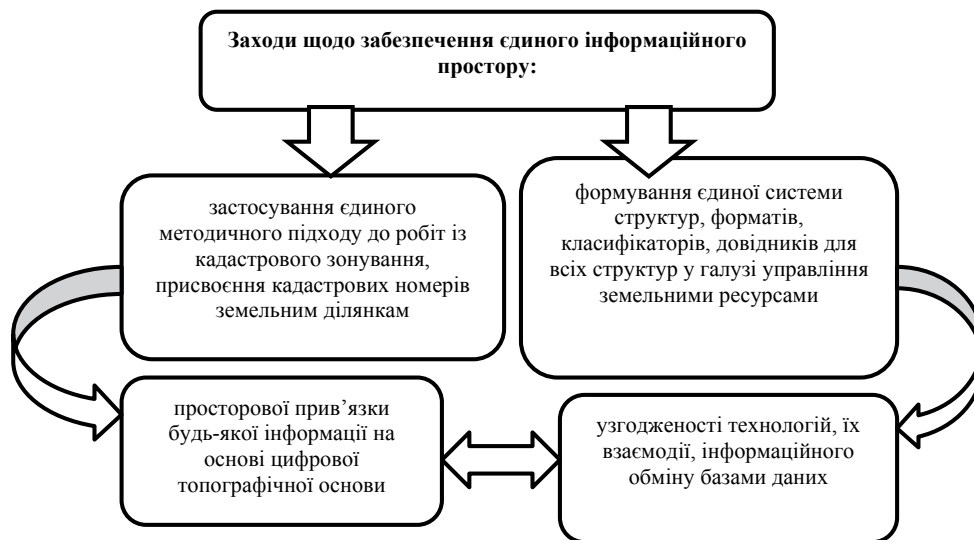 Заходи щодо забезпечення єдиного інформаційного
простору:
застосування єдиного
методичного підходу до робіт із
кадастрового зонування,
присвоєння кадастрових номерів
земельним ділянкам
формування єдиної системи
структур, форматів,
класифікаторів, довідників для
всіх структур у галузі управління
земельними ресурсами
просторової прив’язки
будь-якої інформації на
основі цифрової
топографічної основи
узгодженості технологій, їх
взаємодії, інформаційного
обміну базами даних